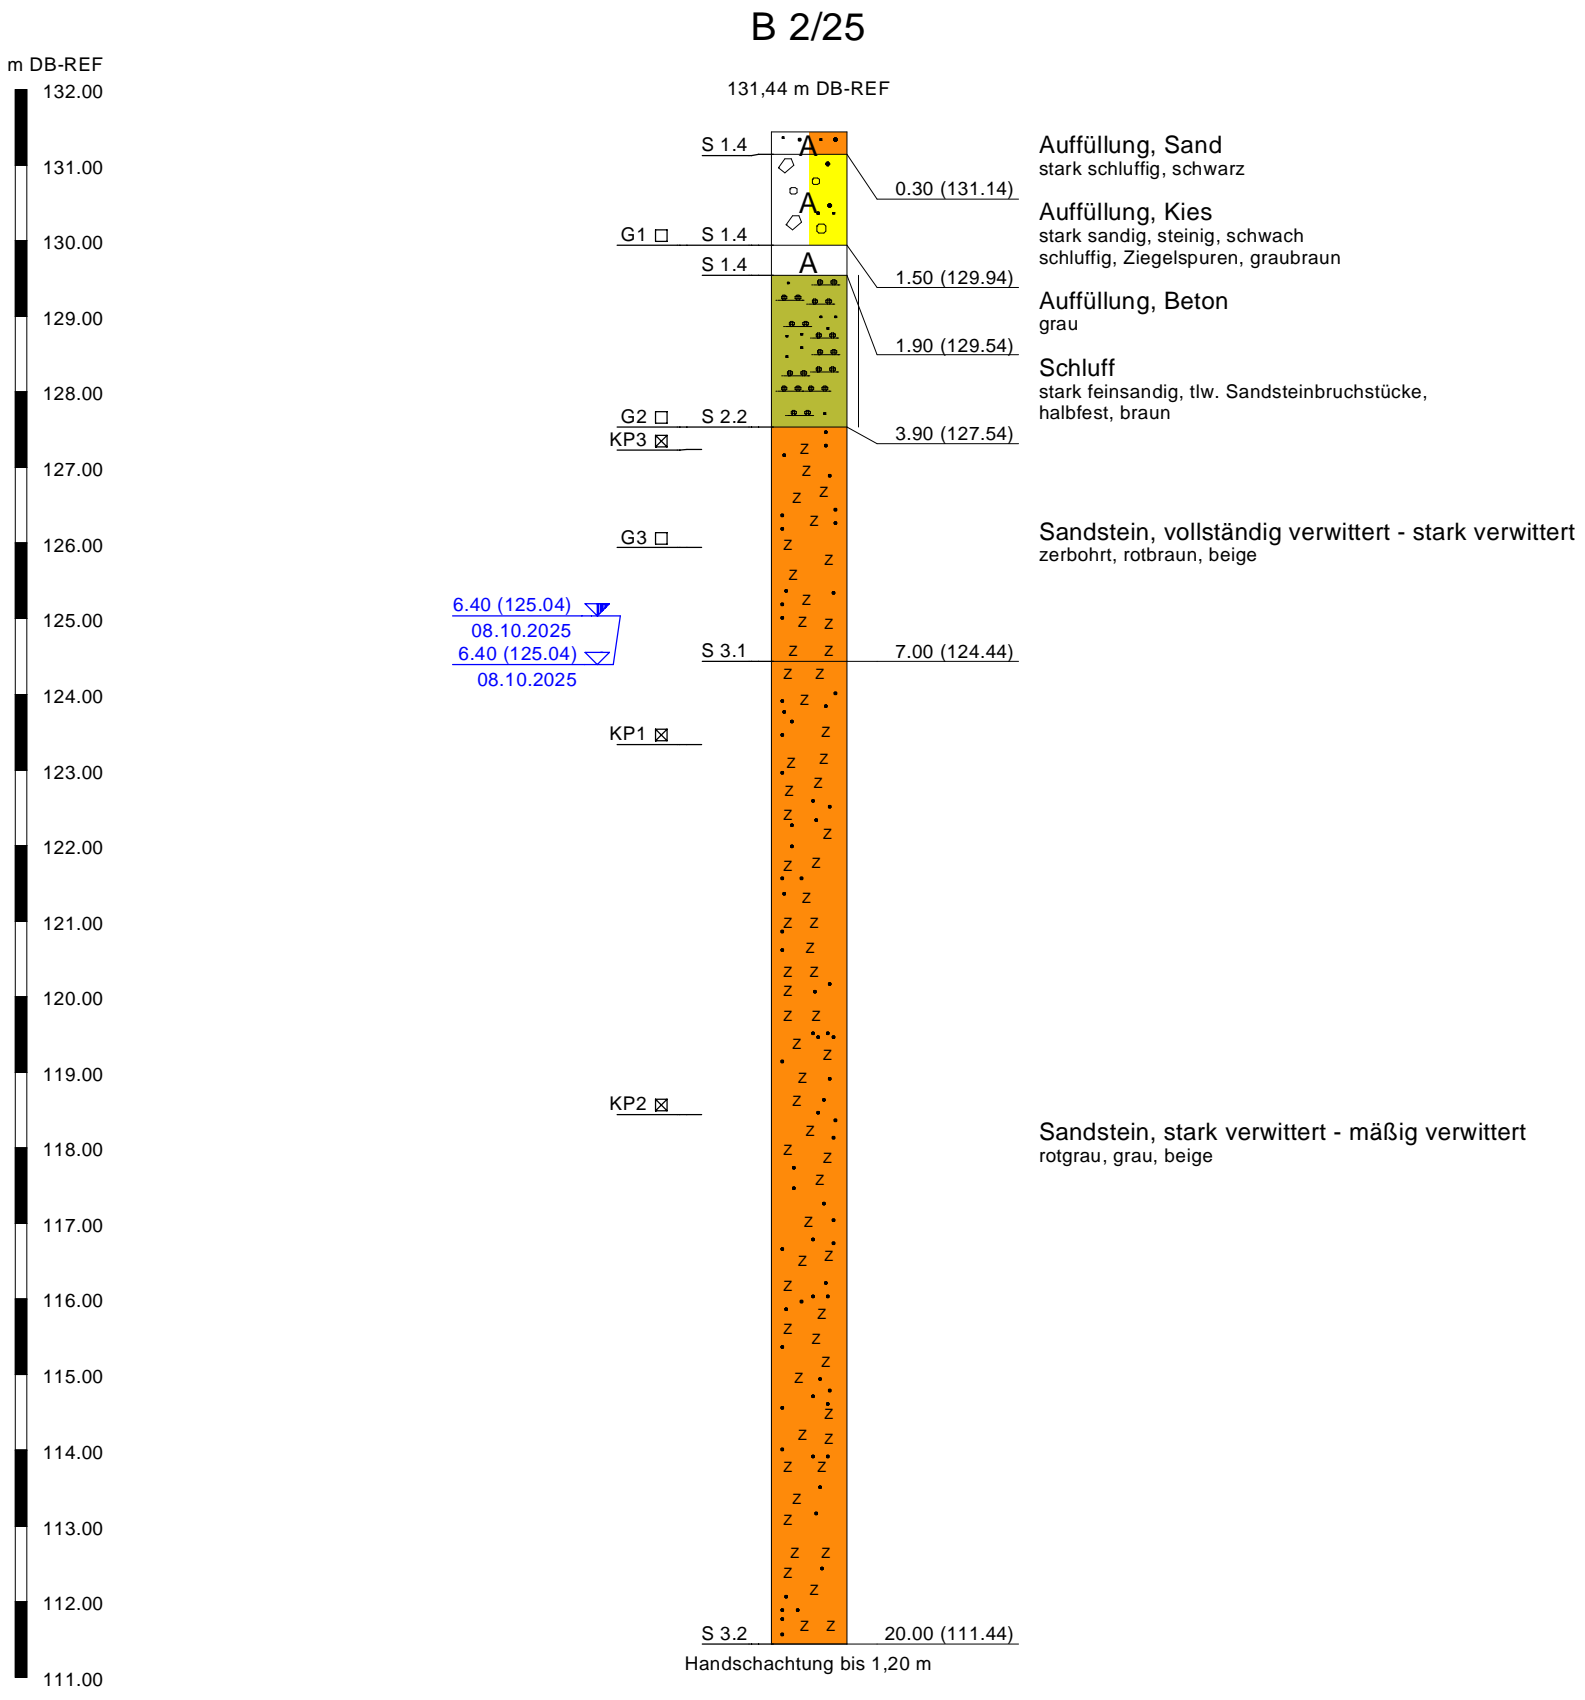 B 2/25
m DB-REF
131,44 m DB-REF
132.00
131.00
130.00
129.00
128.00
127.00
126.00
125.00
124.00
123.00
122.00
121.00
120.00
119.00
118.00
117.00
116.00
115.00
114.00
113.00
112.00
111.00
S 1.4
A
0.30 (131.14)
Auffüllung, Sand
stark schluffig, schwarz
G1
S 1.4
A
1.50 (129.94)
Auffüllung, Kies
stark sandig, steinig, schwach
schluffig, Ziegelspuren, graubraun
S 1.4
A
1.90 (129.54)
Auffüllung, Beton
grau
G2
S 2.2
3.90 (127.54)
Schluff
stark feinsandig, tlw. Sandsteinbruchstücke,
halbfest, braun
KP3
G3
6.40 (125.04)
08.10.2025
6.40 (125.04)
08.10.2025
S 3.1
7.00 (124.44)
Sandstein, vollständig verwittert - stark verwittert
zerbohrt, rotbraun, beige
KP1
KP2
S 3.2
20.00 (111.44)
Sandstein, stark verwittert - mäßig verwittert
rotgrau, grau, beige
Handschachtung bis 1,20 m